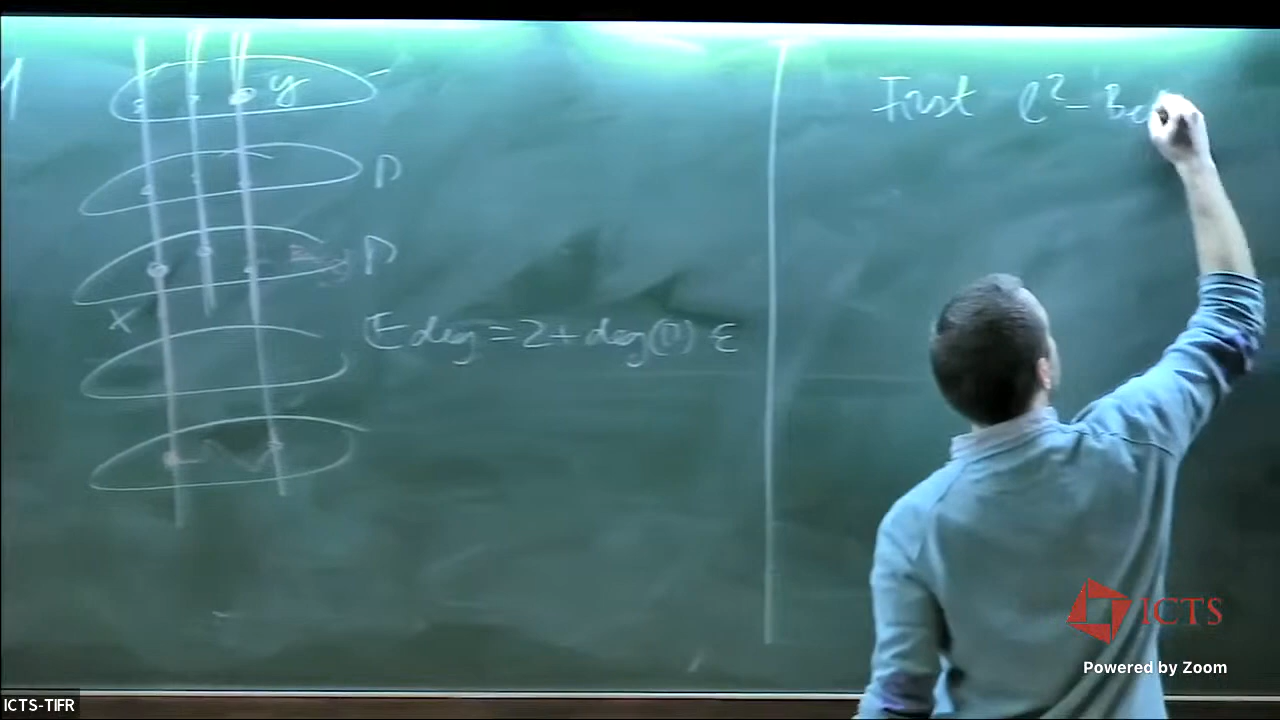 y
Γ
Γ
x
E deg = 2 + deg(Γ) ε
First ℓ² - Be
ICTS
Powered by Zoom
ICTS-TIFR